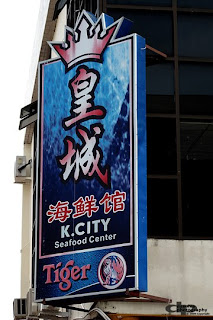 皇
城
海鲜馆
K.CITY
Seafood Center
Tiger